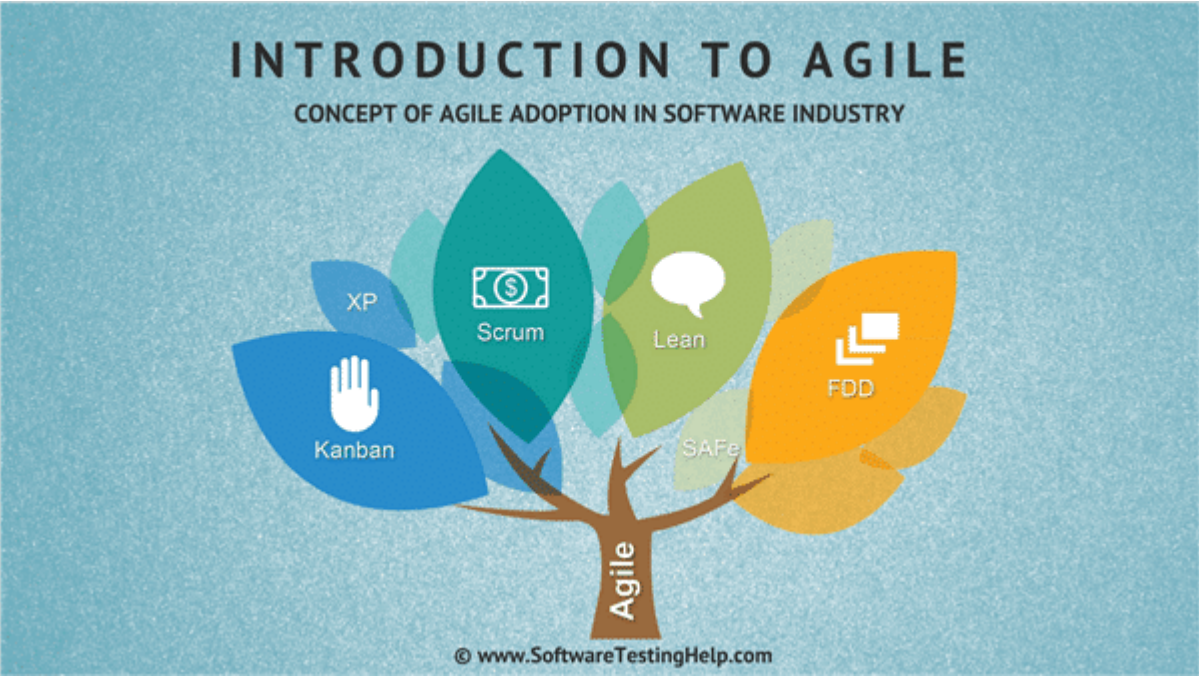 INTRODUCTION TO AGILE
CONCEPT OF AGILE ADOPTION IN SOFTWARE INDUSTRY
XP
$
Scrum
Lean
FDD
Kanban
SAFe
Agile
© www.SoftwareTestingHelp.com